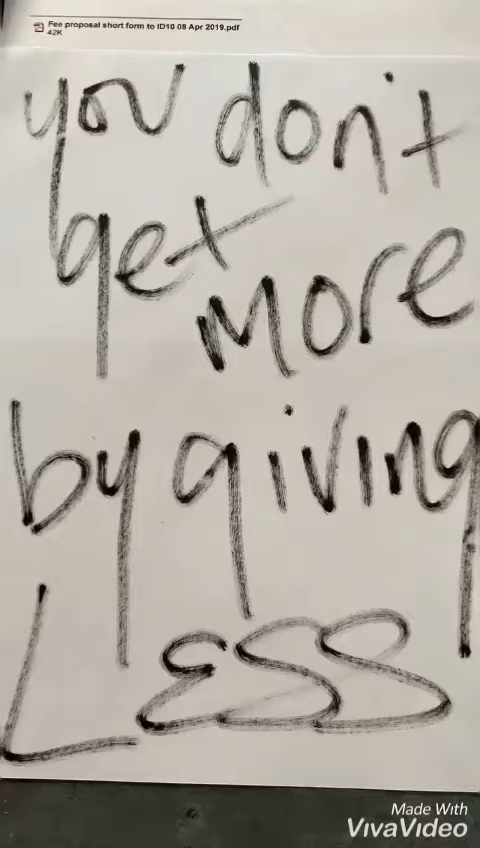 Fee proposal short form to ID10 08 Apr 2019.pdf
42K
you don't
get
more
by giving
LESS
Made With
VivaVideo